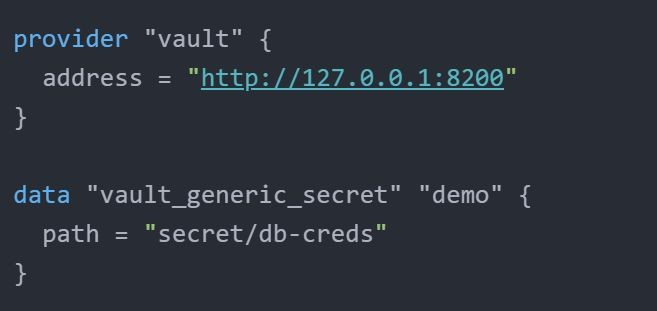 provider "vault" {
  address = "http://127.0.0.1:8200"
}

data "vault_generic_secret" "demo" {
  path = "secret/db-creds"
}